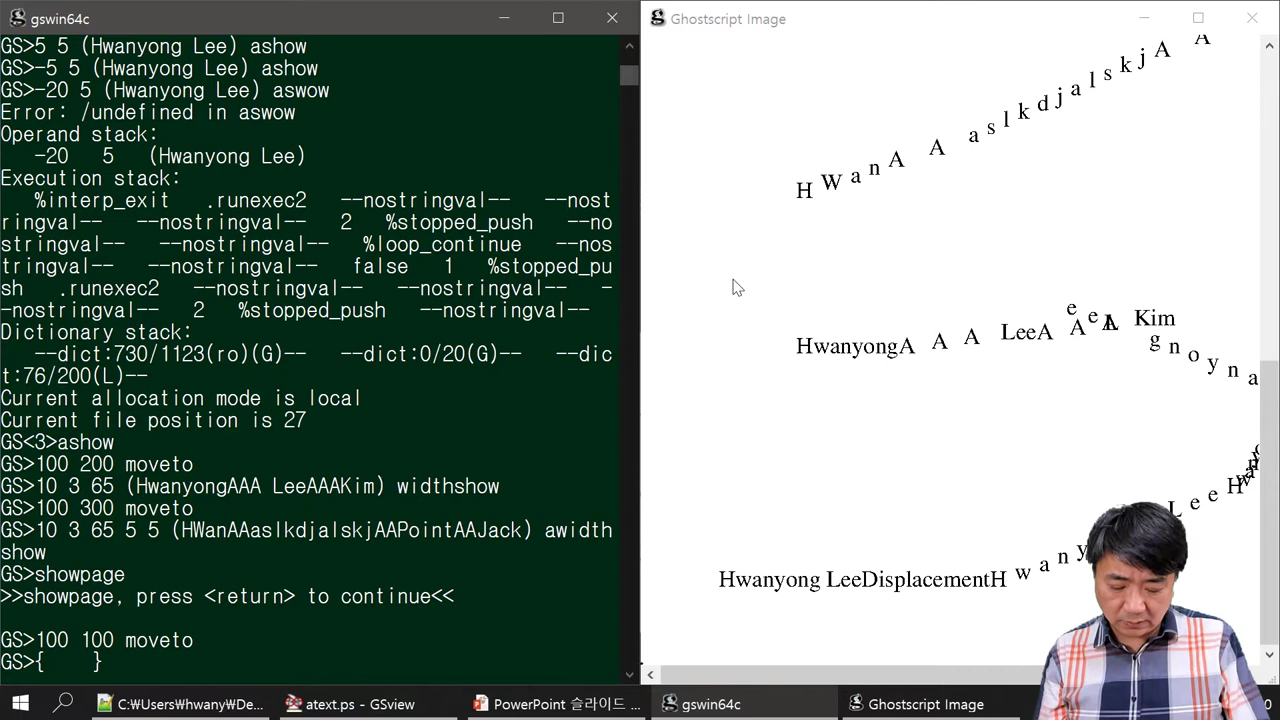 gswin64c
GS>5 5 (Hwanyong Lee) ashow
GS>-5 5 (Hwanyong Lee) ashow
GS>-20 5 (Hwanyong Lee) aswow
Error: /undefined in aswow
Operand stack:
-20 5 (Hwanyong Lee)
Execution stack:
%interp_exit .runexec2 --nostringval-- --nost
ringval-- --nostringval-- 2 %stopped_push --no
stringval-- --nostringval-- %loop_continue --nos
tringval-- --nostringval-- false 1 %stopped_pu
sh .runexec2 --nostringval-- --nostringval-- -
-nostringval-- 2 %stopped_push --nostringval--
Dictionary stack:
--dict:730/1123(ro)(G)-- --dict:0/20(G)-- --dic
t:76/200(L)--
Current allocation mode is local
Current file position is 27
GS<3>ashow
GS>100 200 moveto
GS>10 3 65 (HwanyongAAA LeeAAAKim) widthshow
GS>100 300 moveto
GS>10 3 65 5 5 (HWanAAaslkdjalskjAAPointAAJack) awidth
show
GS>showpage
>>showpage, press <return> to continue<<
GS>100 100 moveto
GS>{ }
Ghostscript Image
HWanAAaslkdjalskjAA
HwanyongAAA LeeAAA Kim
e e
g n o y n a
Hwanyong LeeDisplacementHwany
L e e H w
C:\Users\hwany\De...
atext.ps - GSview
PowerPoint 슬라이드 ...
gswin64c
Ghostscript Image